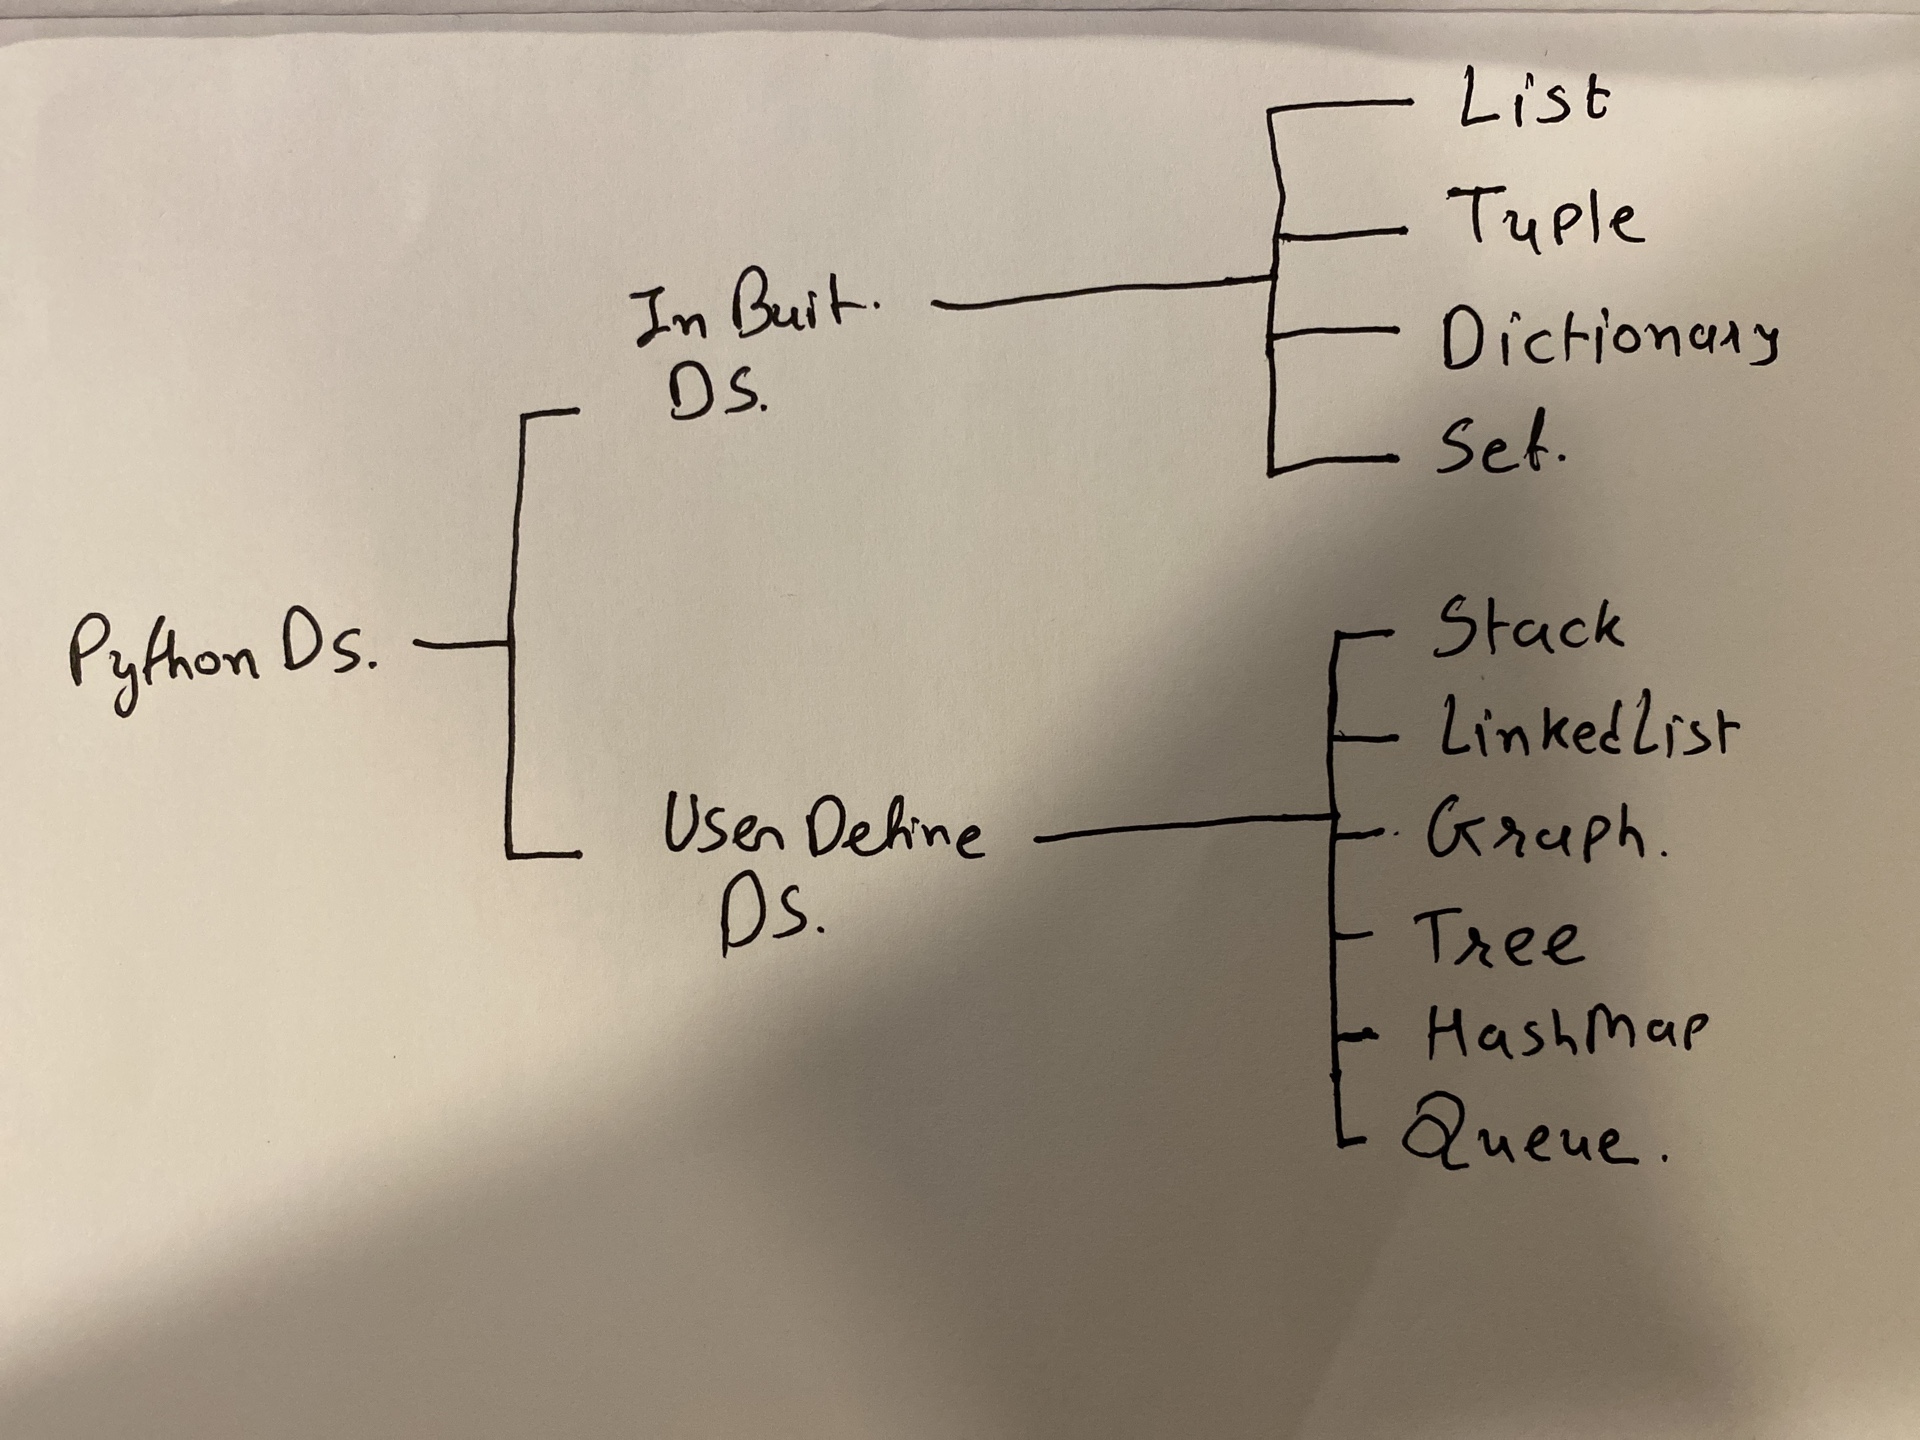 Python Ds.
In Buit.
DS.
List
Tuple
Dictionary
Set.
User Define
DS.
Stack
LinkedList
Graph.
Tree
HashMap
Queue.